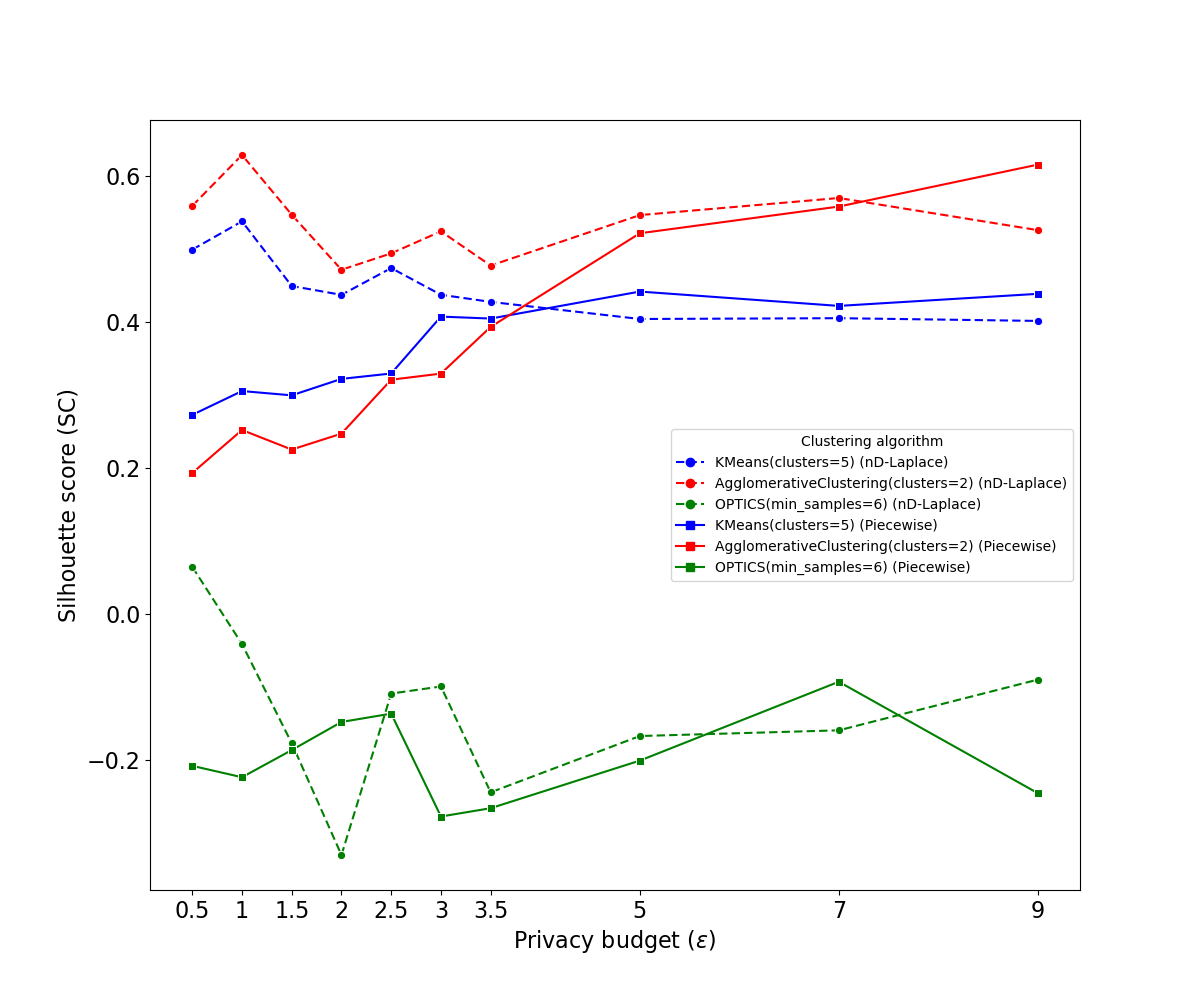 0.6
0.4
0.2
0.0
−0.2
Silhouette score (SC)
Clustering algorithm
KMeans(clusters=5) (nD-Laplace)
AgglomerativeClustering(clusters=2) (nD-Laplace)
OPTICS(min_samples=6) (nD-Laplace)
KMeans(clusters=5) (Piecewise)
AgglomerativeClustering(clusters=2) (Piecewise)
OPTICS(min_samples=6) (Piecewise)
0.5 1 1.5 2 2.5 3 3.5 5 7 9
Privacy budget (ε)